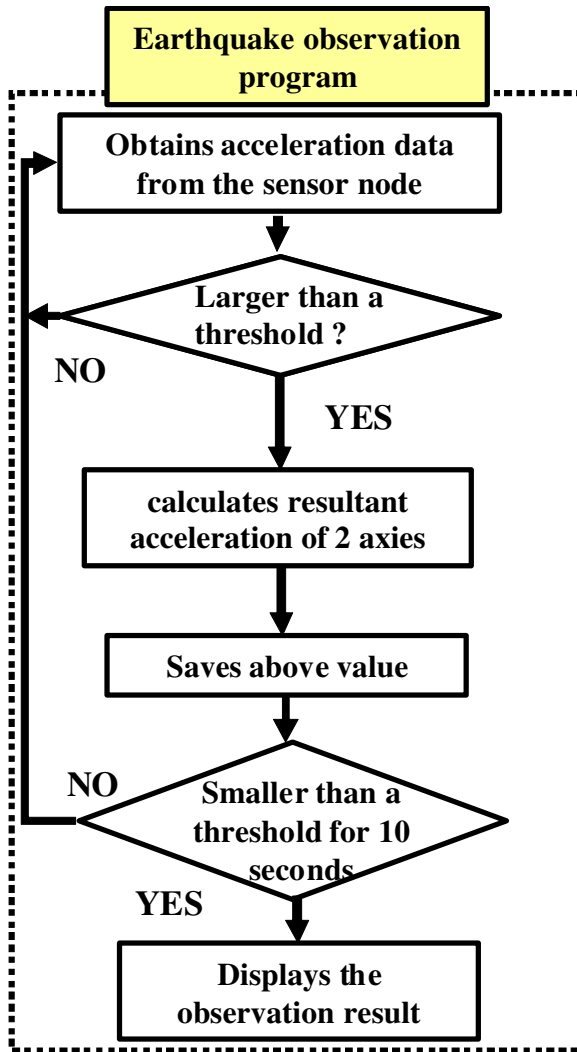 Earthquake observation
program
Obtains acceleration data
from the sensor node
Larger than a
threshold ?
NO
YES
calculates resultant
acceleration of 2 axies
Saves above value
NO
Smaller than a
threshold for 10
seconds
YES
Displays the
observation result